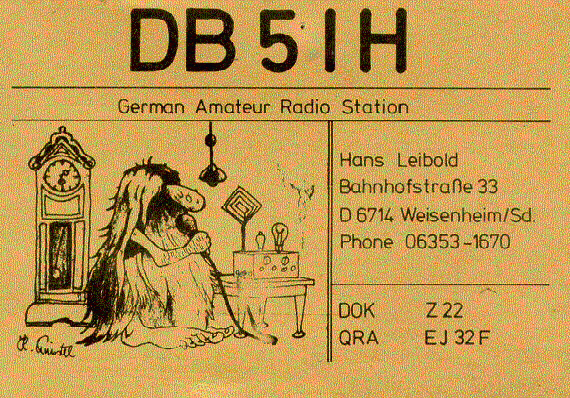 DB 5 I H
German Amateur Radio Station
Hans Leibold
Bahnhofstraße 33
D 6714 Weisenheim/Sd.
Phone 06353-1670
DOK Z 22
QRA EJ 32 F